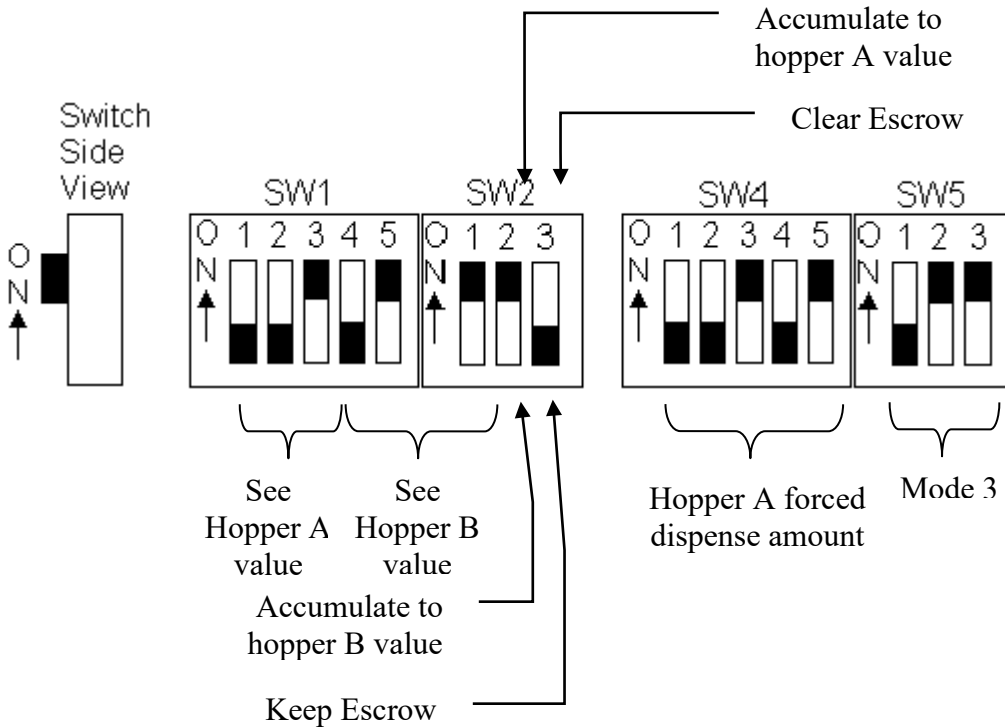 Accumulate to
hopper A value
Clear Escrow
Switch
Side
View
O
N
SW1
O 1 2 3 4 5
N
SW2
O 1 2 3
N
SW4
O 1 2 3 4 5
N
SW5
O 1 2 3
N
See
Hopper A
value
See
Hopper B
value
Hopper A forced
dispense amount
Mode 3
Accumulate to
hopper B value
Keep Escrow